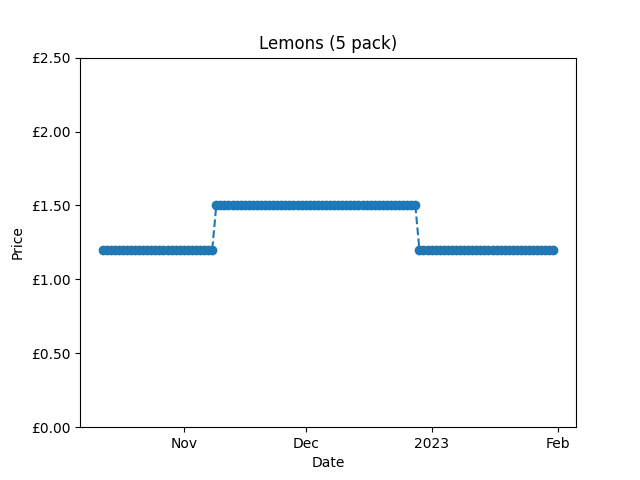 Lemons (5 pack)
£2.50
£2.00
£1.50
£1.00
£0.50
£0.00
Price
Nov Dec 2023 Feb
Date